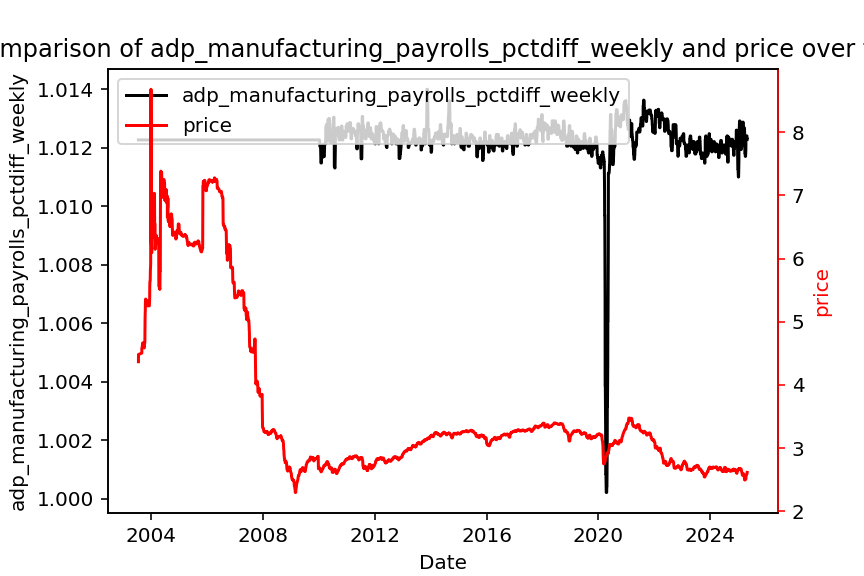 mparison of adp_manufacturing_payrolls_pctdiff_weekly and price over
adp_manufacturing_payrolls_pctdiff_weekly
price
adp_manufacturing_payrolls_pctdiff_weekly
1.014
1.012
1.010
1.008
1.006
1.004
1.002
1.000
8
7
6
5
4
3
2
price
2004 2008 2012 2016 2020 2024
Date